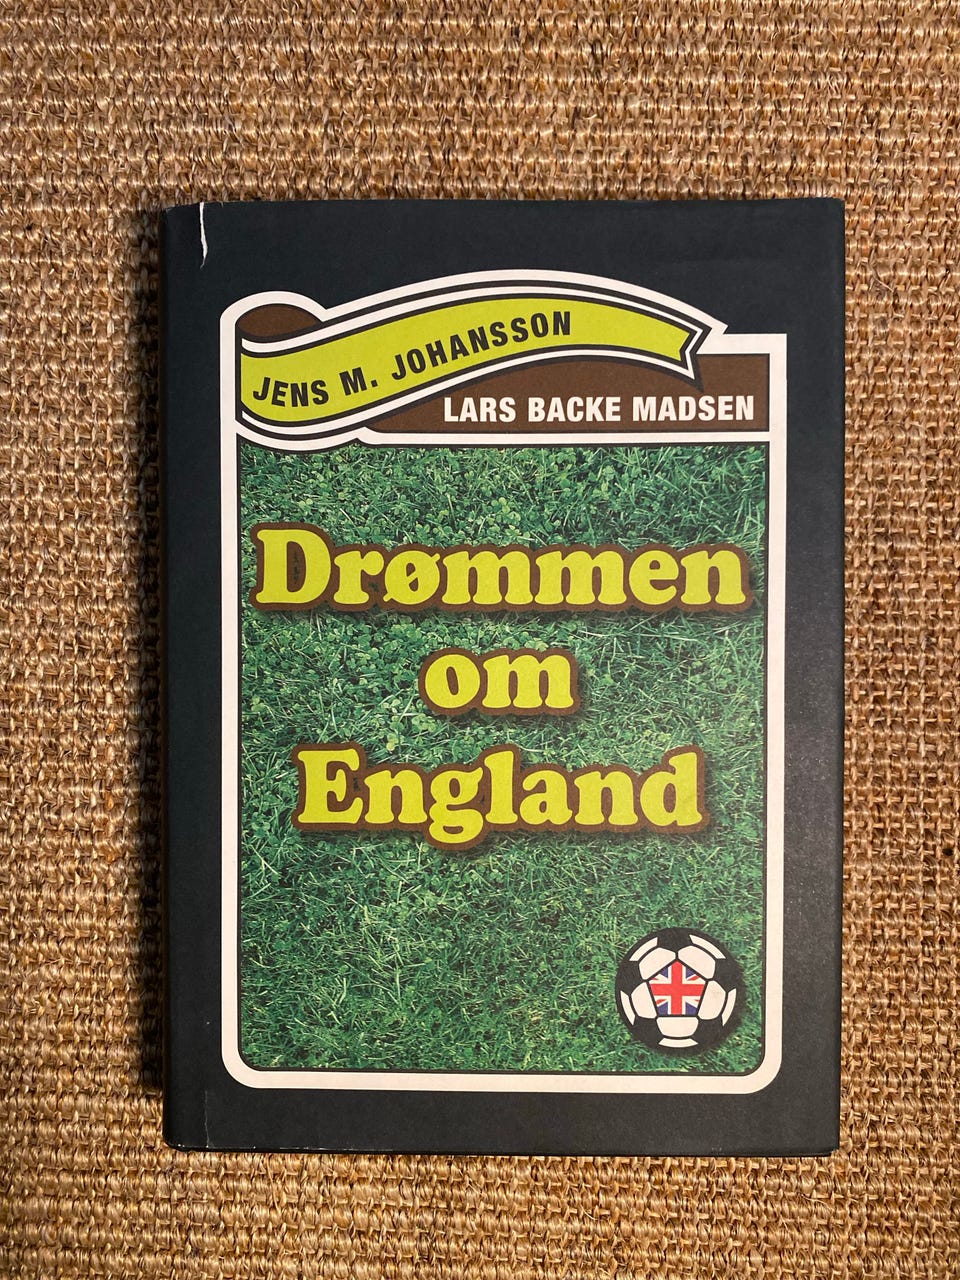 JENS M. JOHANSSON
LARS BACKE MADSEN
Drømmen
om
England